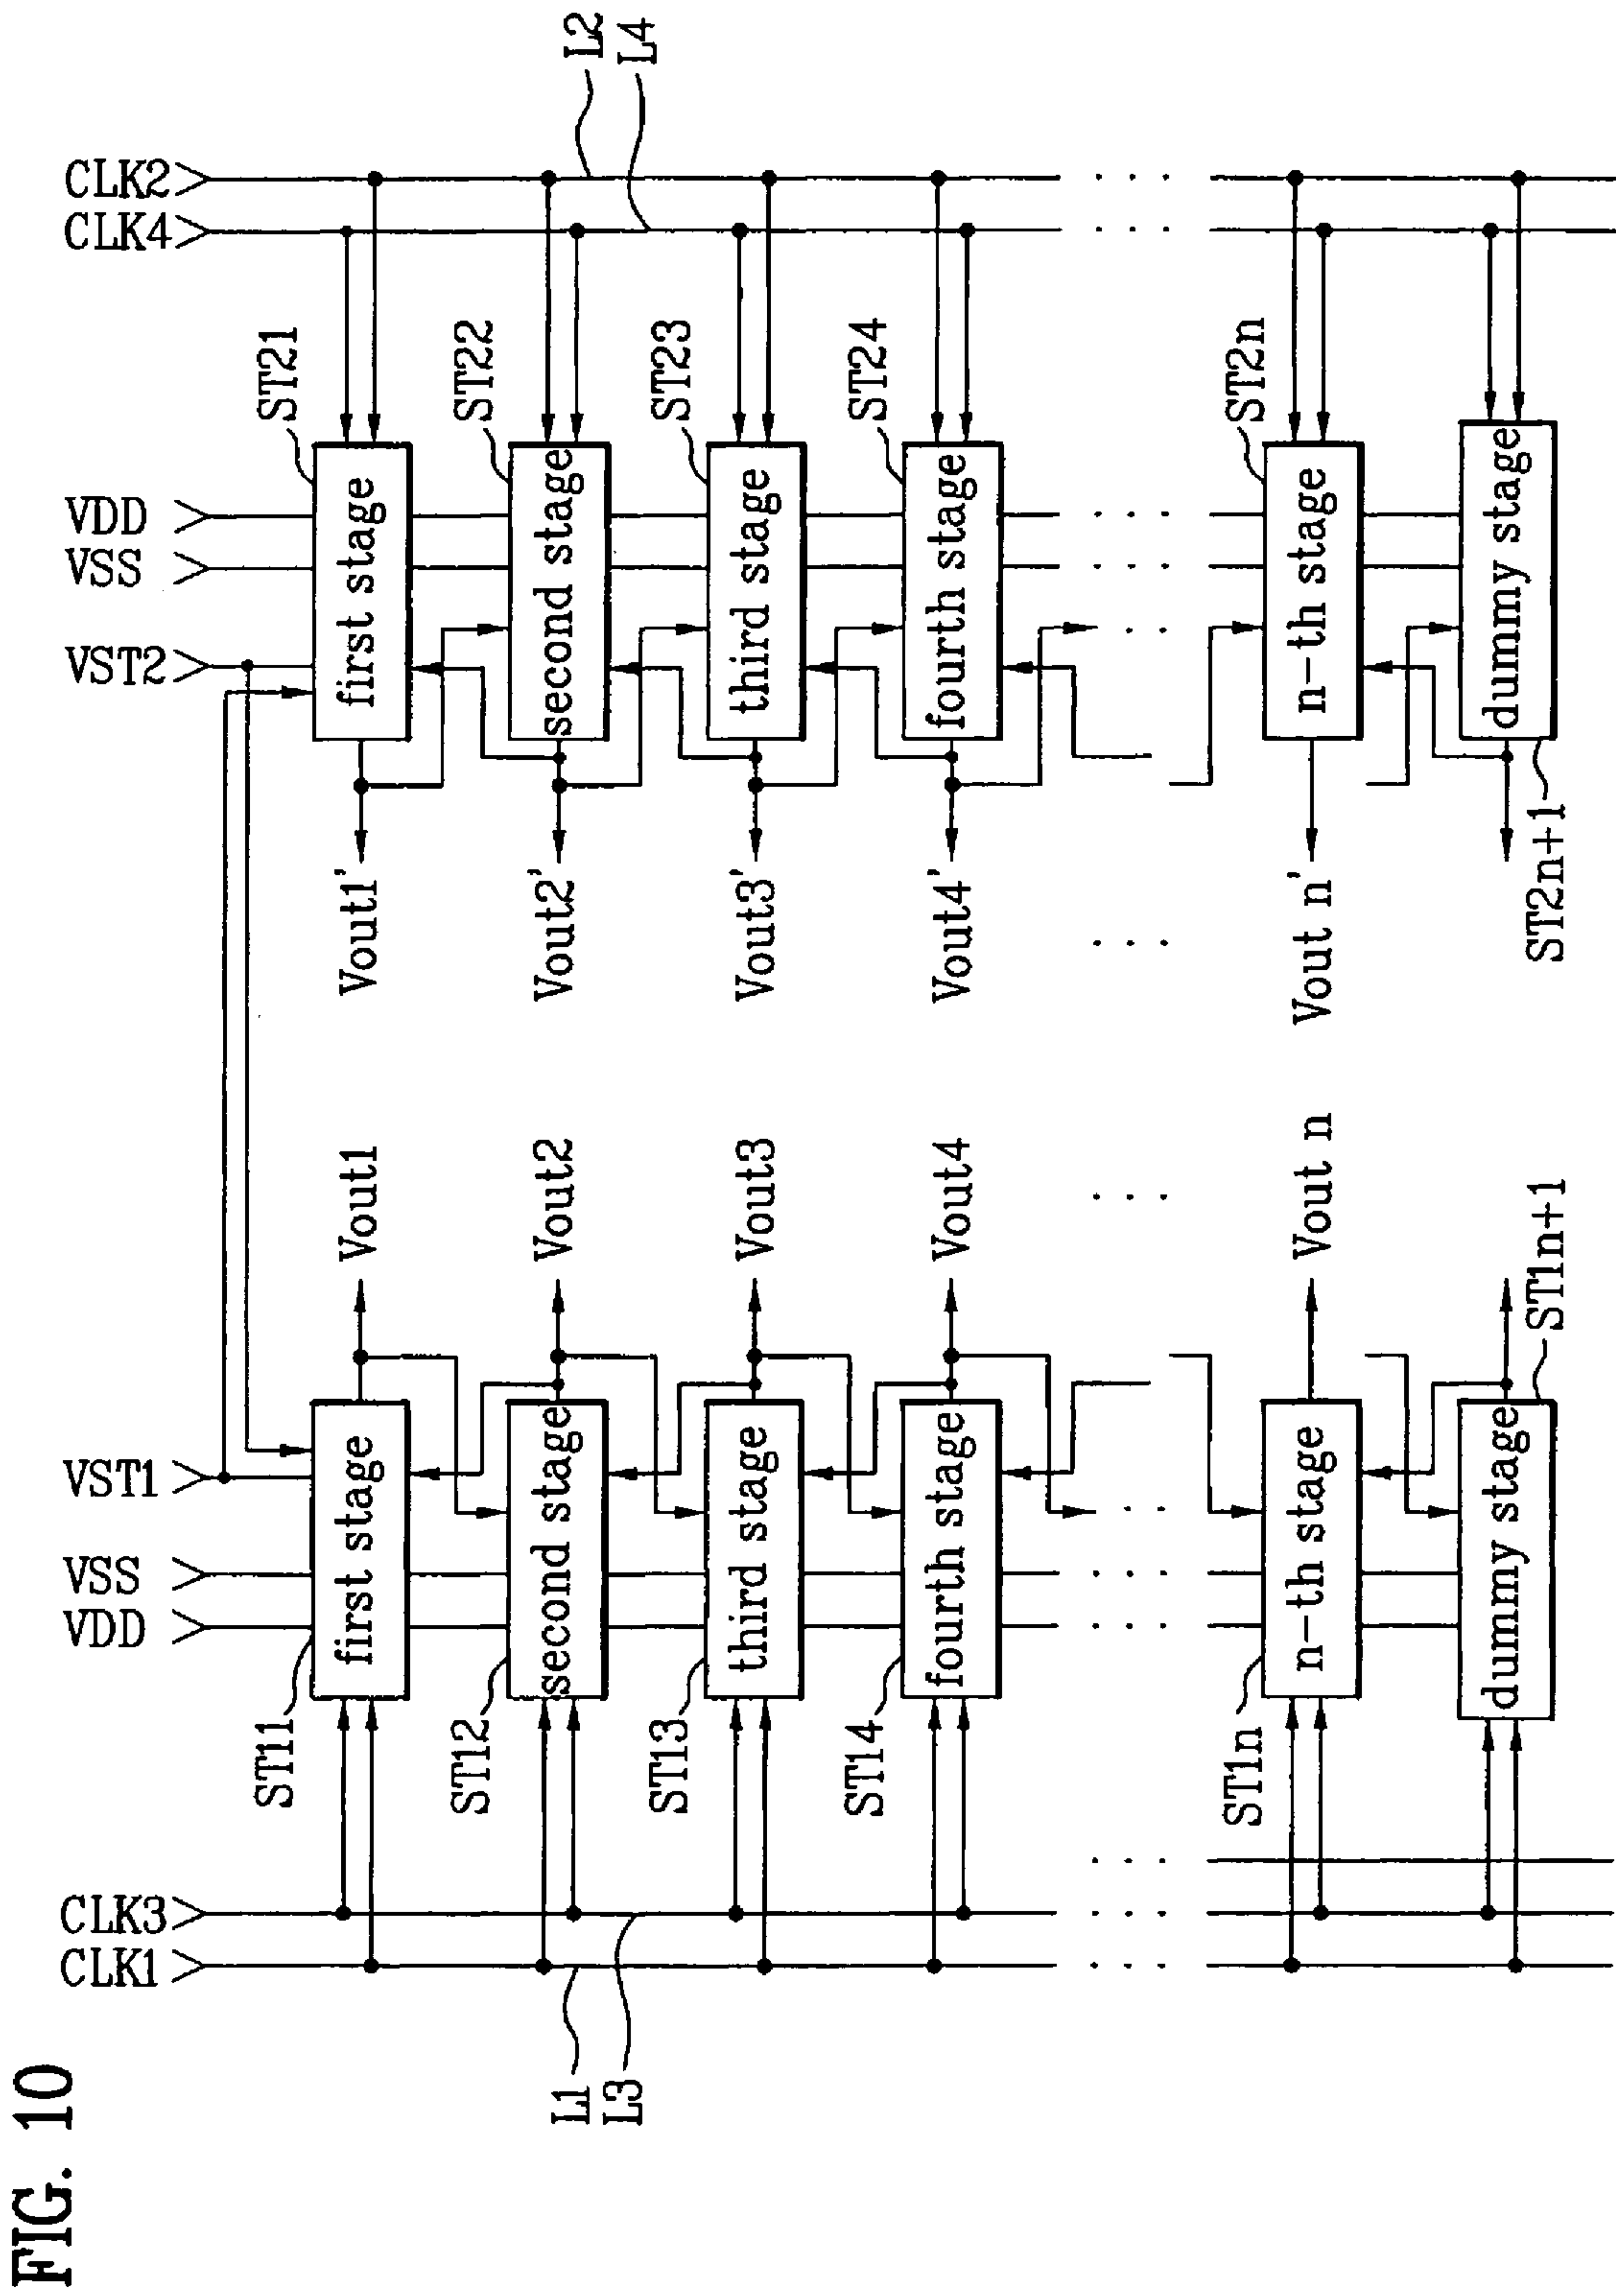 FIG. 10
CLK1
CLK3
VDD
VSS
VST1
VST2
VSS
VDD
CLK4
CLK2
ST11
first stage
Vout1
Vout1'
first stage
ST21
L1
L3
ST12
second stage
Vout2
Vout2'
second stage
ST22
L2
L4
ST13
third stage
Vout3
Vout3'
third stage
ST23
ST14
fourth stage
Vout4
Vout4'
fourth stage
ST24
ST1n
n-th stage
Vout n
Vout n'
n-th stage
ST2n
dummy stage
ST1n+1
ST2n+1
dummy stage